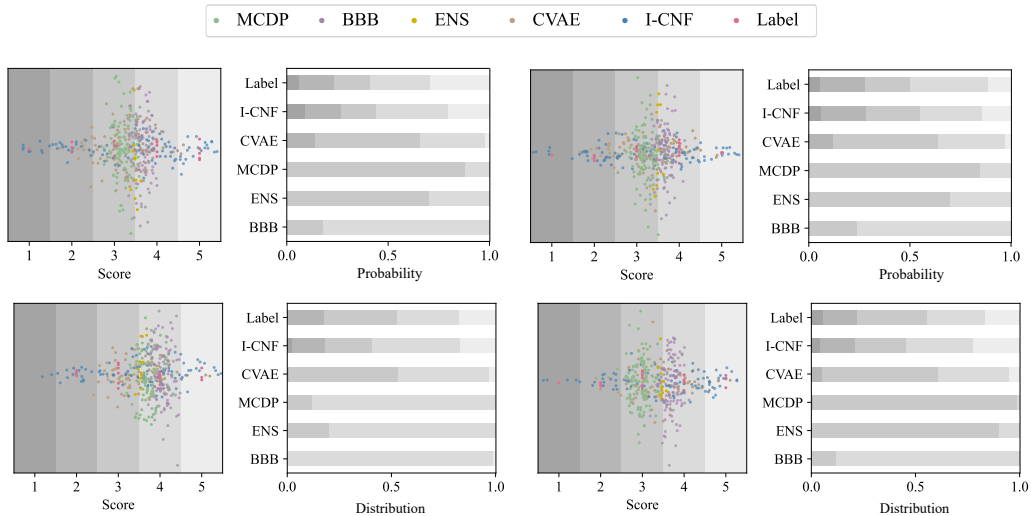 MCDP BBB ENS CVAE I-CNF Label
Label
I-CNF
CVAE
MCDP
ENS
BBB
1 2 3 4 5
Score
0.0 0.5 1.0
Probability
Label
I-CNF
CVAE
MCDP
ENS
BBB
1 2 3 4 5
Score
0.0 0.5 1.0
Probability
Label
I-CNF
CVAE
MCDP
ENS
BBB
1 2 3 4 5
Score
0.0 0.5 1.0
Distribution
Label
I-CNF
CVAE
MCDP
ENS
BBB
1 2 3 4 5
Score
0.0 0.5 1.0
Distribution